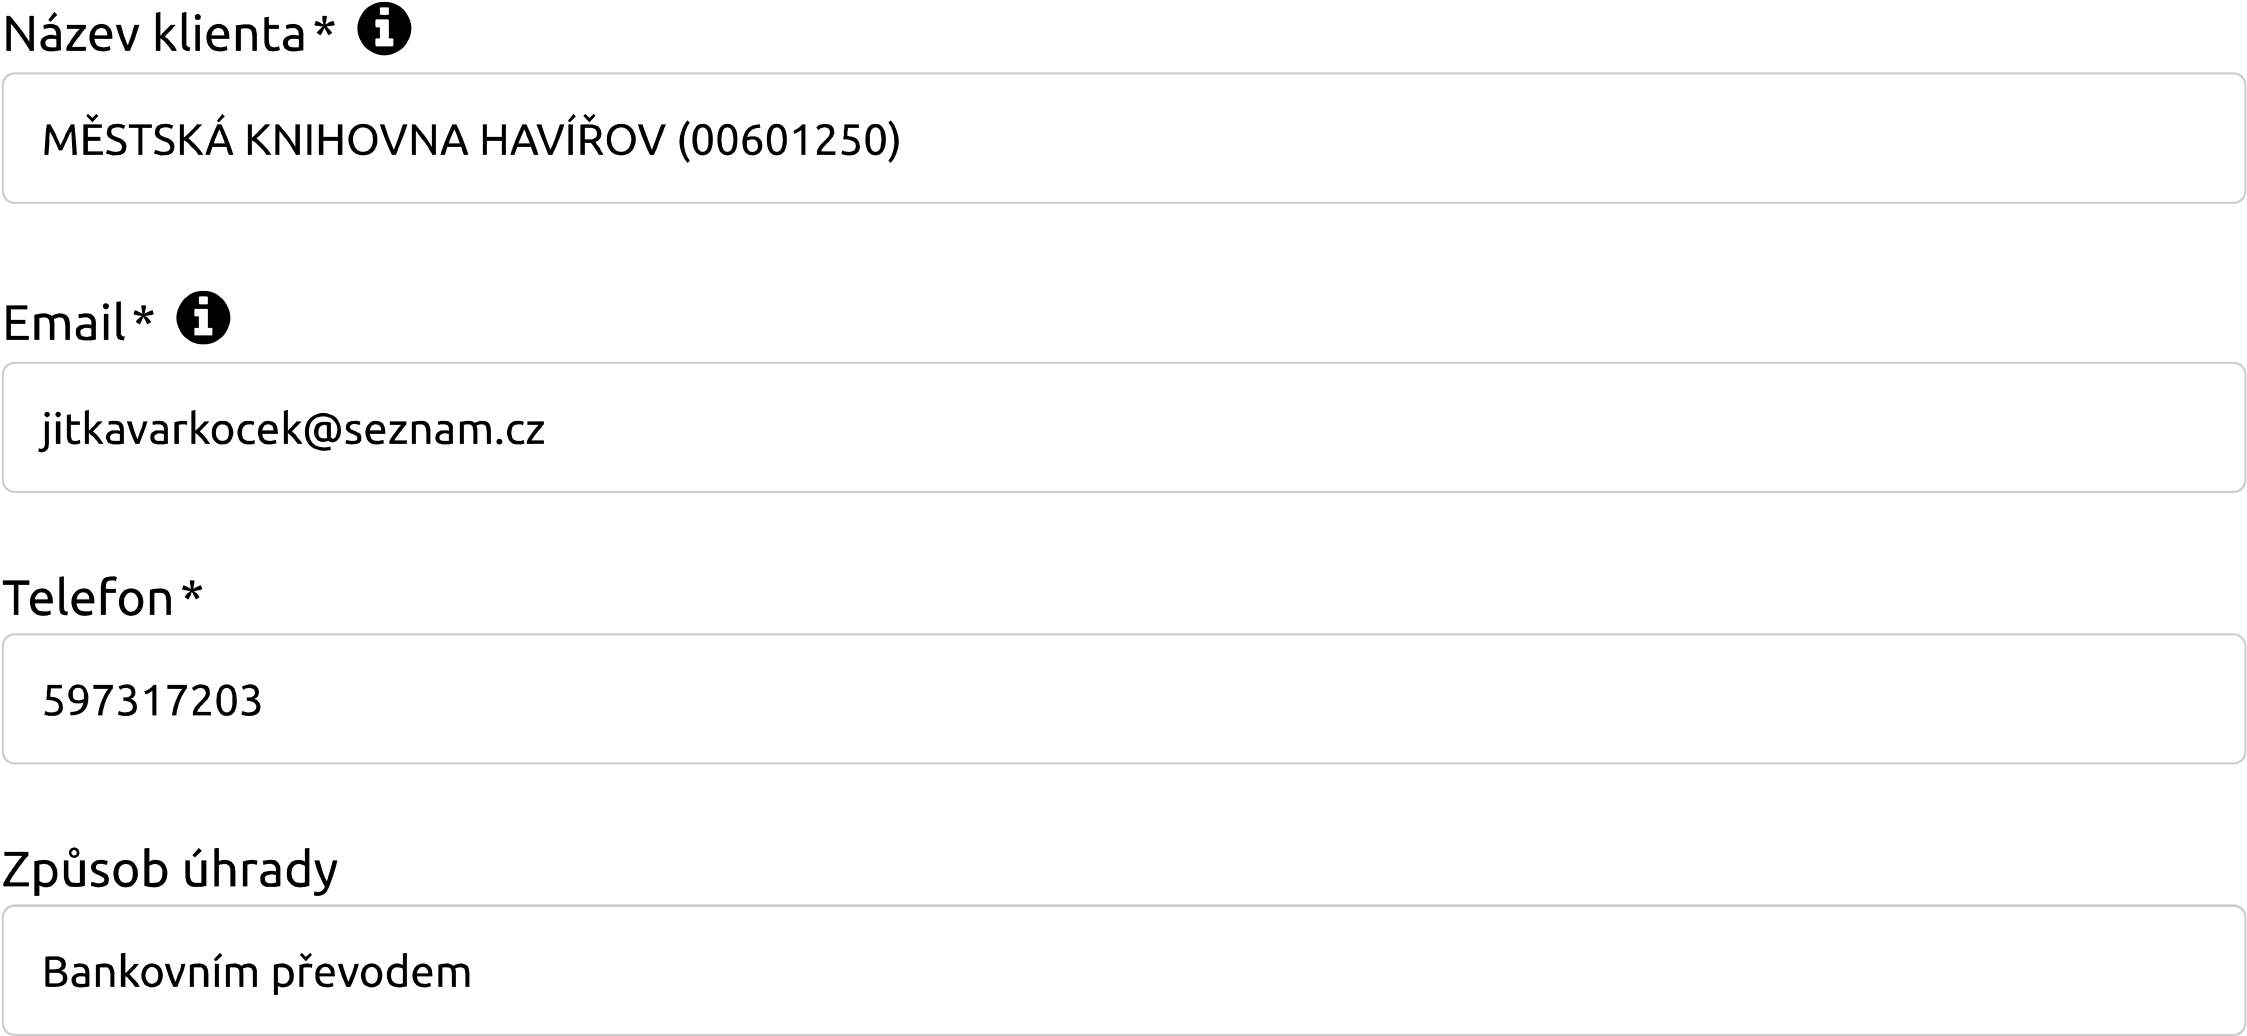 Název klienta*
MĚSTSKÁ KNIHOVNA HAVÍŘOV (00601250)
Email*
jitkavarkocek@seznam.cz
Telefon*
597317203
Způsob úhrady
Bankovním převodem